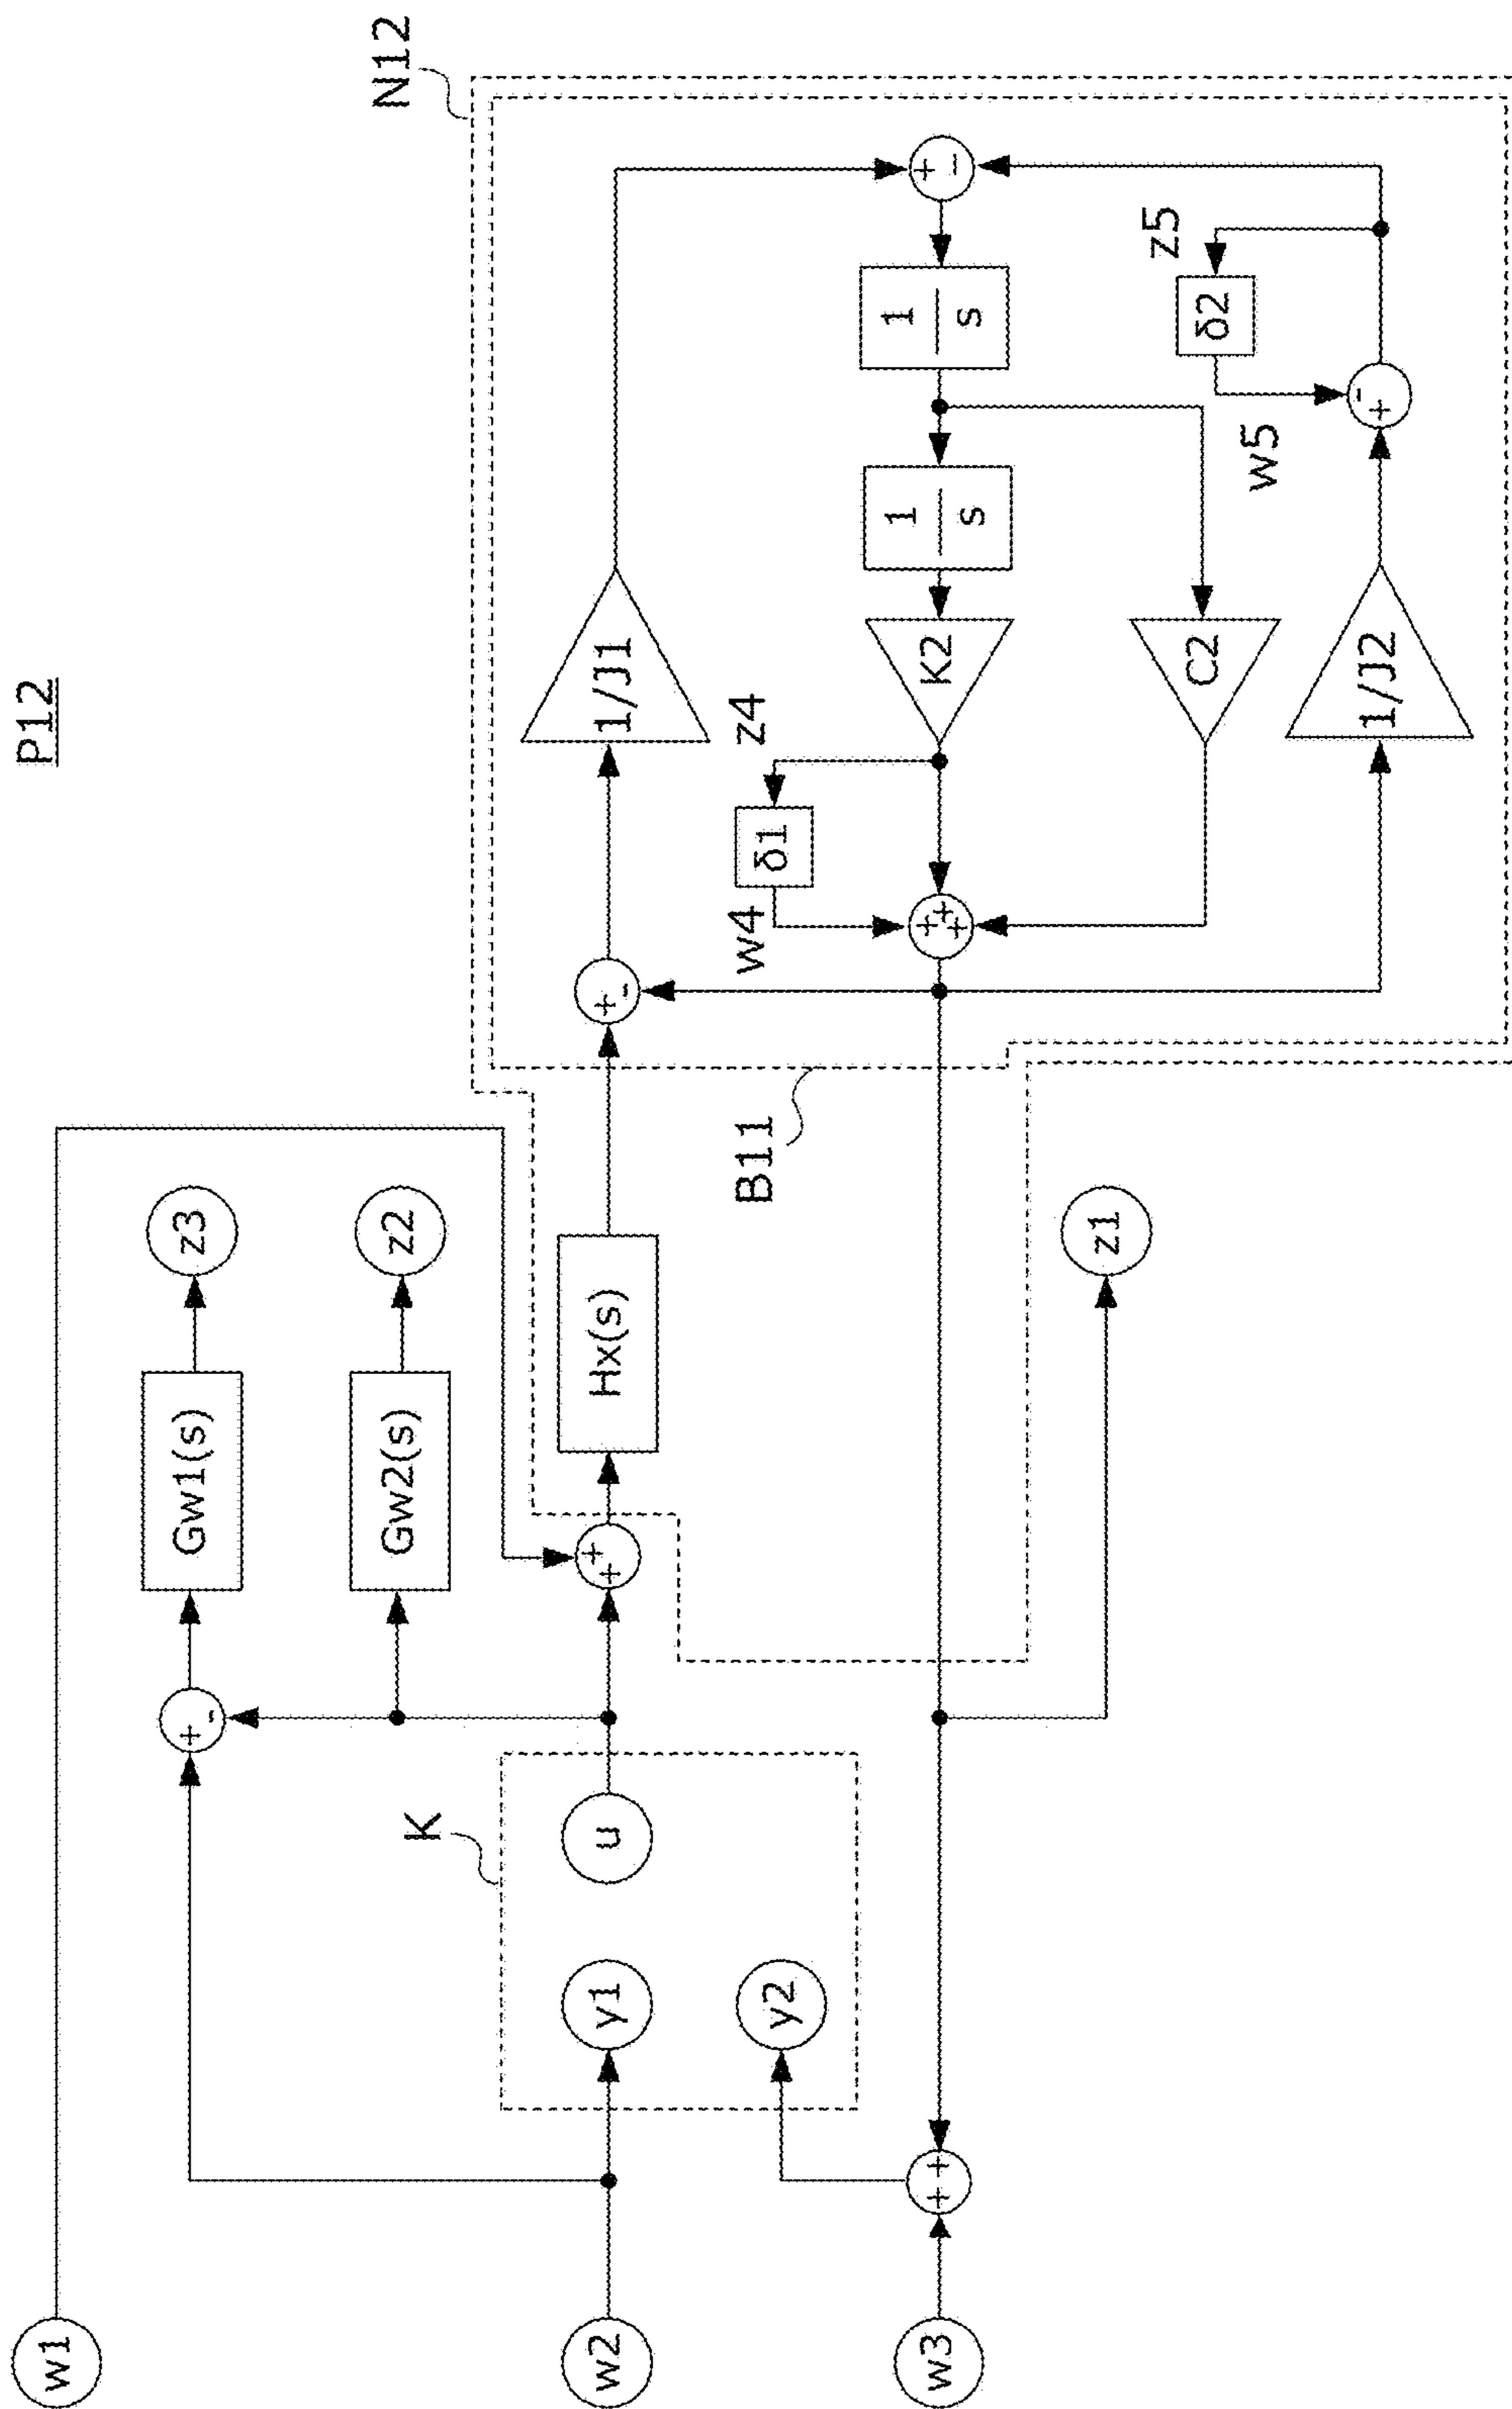 P12
N12
w1
z3
Gw1(s)
+
-
z2
Gw2(s)
K
w2
y1
u
+
+
Hx(s)
+
-
1/J1
+
-
y2
B11
w4
δ1
z4
w3
+
+
+
+
+
K2
1
s
1
s
z1
C2
w5
δ2
z5
1/J2
+
-